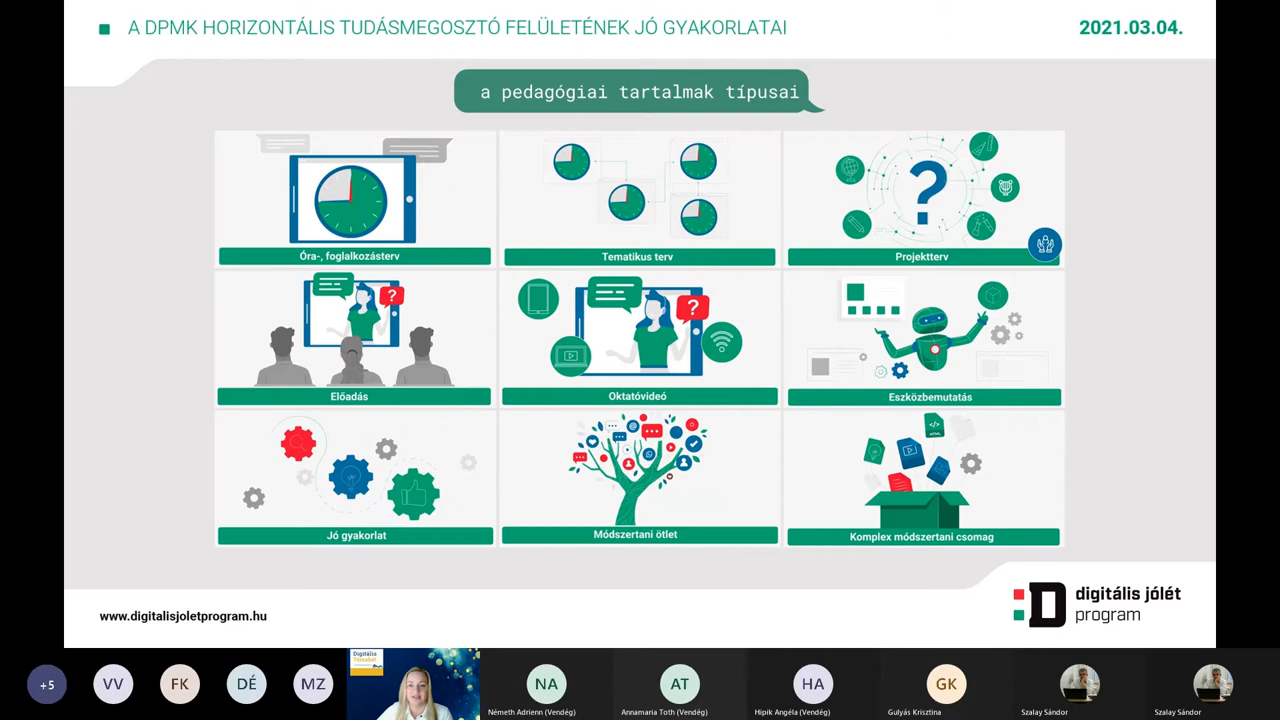 A DPMK HORIZONTÁLIS TUDÁSMEGOSZTÓ FELÜLETÉNEK JÓ GYAKORLATAI
2021.03.04.
a pedagógiai tartalmak típusai
?
Óra-, foglalkozásterv
Tematikus terv
Projektterv
?
?
Előadás
Oktatóvideó
Eszközbemutatás
</>
HTML
Jó gyakorlat
Módszertani ötlet
Komplex módszertani csomag
www.digitalisjoletprogram.hu
digitális jólét
program
+5
VV
FK
DÉ
MZ
Digitális
Témahét
NA
AT
HA
GK
Németh Adrienn (Vendég)
Annamaria Toth (Vendég)
Hipik Angéla (Vendég)
Gulyás Krisztina
Szalay Sándor
Szalay Sándor